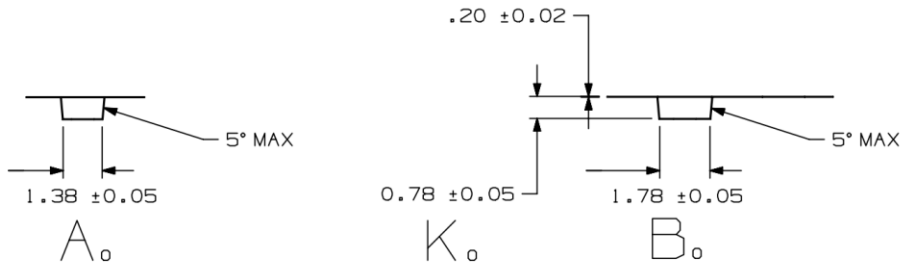 .20 ±0.02
5° MAX
5° MAX
1.38 ±0.05
0.78 ±0.05
1.78 ±0.05
A₀
K₀
B₀